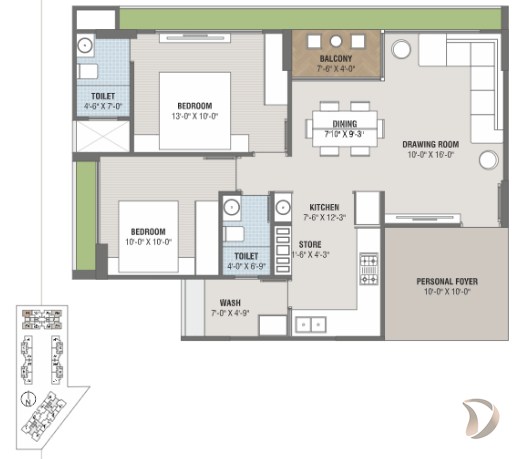 BALCONY
7'-6" X 4'-0"
TOILET
4'-6" X 7'-0"
BEDROOM
13'-0" X 10'-0"
DINING
7'10" X 9'-3"
DRAWING ROOM
10'-0" X 16'-0"
BEDROOM
10'-0" X 10'-0"
KITCHEN
7'-6" X 12'-3"
TOILET
4'-0" X 6'-9"
STORE
1'-6" X 4'-3"
PERSONAL FOYER
10'-0" X 10'-0"
WASH
7'-0" X 4'-9"
N